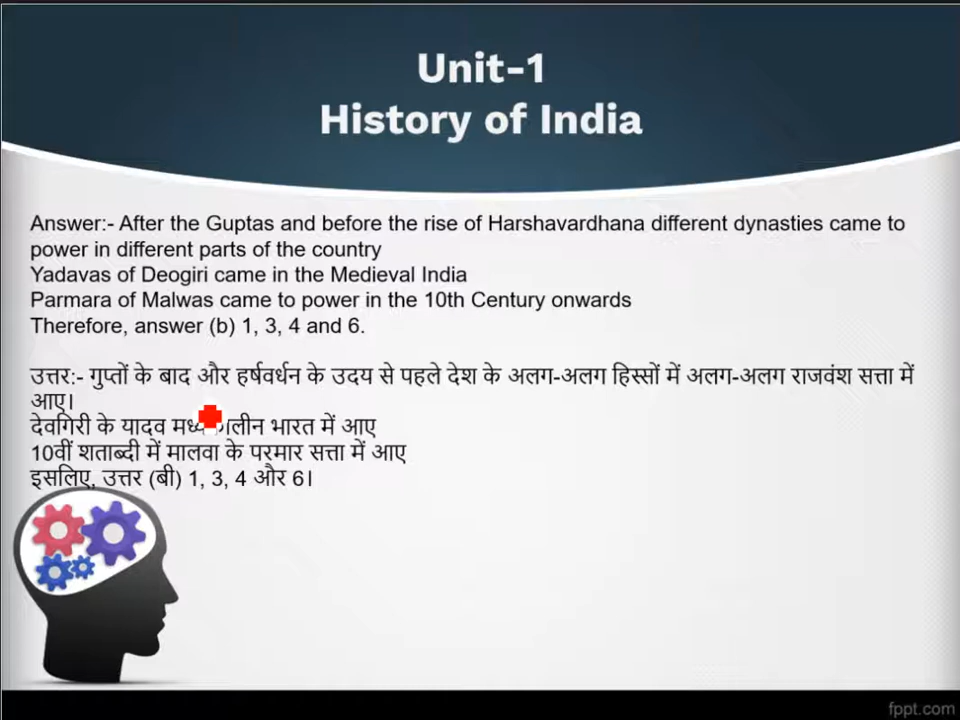 Unit-1
History of India
Answer:- After the Guptas and before the rise of Harshavardhana different dynasties came to
power in different parts of the country
Yadavas of Deogiri came in the Medieval India
Parmara of Malwas came to power in the 10th Century onwards
Therefore, answer (b) 1, 3, 4 and 6.
उत्तर:- गुप्तों के बाद और हर्षवर्धन के उदय से पहले देश के अलग-अलग हिस्सों में अलग-अलग राजवंश सत्ता में
आए।
देवगिरी के यादव भारत में आए
10वीं शताब्दी में मालवा के परमार सत्ता में आए
इसलिए, उत्तर (बी) 1, 3, 4 और 6।
fppt.com